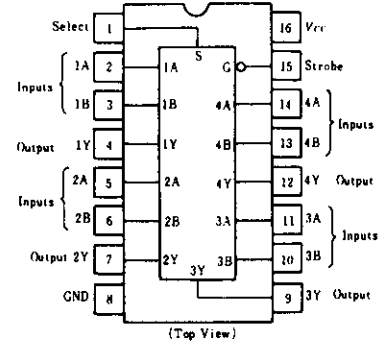 Select 1 16 Vcc
S
1A 2 1A G 15 Strobe
Inputs
1B 3 1B 4A 14 4A
Inputs
Output 1Y 4 1Y 4B 13 4B
2A 5 2A 4Y 12 4Y Output
Inputs
2B 6 2B 3A 11 3A
Inputs
Output 2Y 7 2Y 3B 10 3B
3Y
GND 8 9 3Y Output
(Top View)